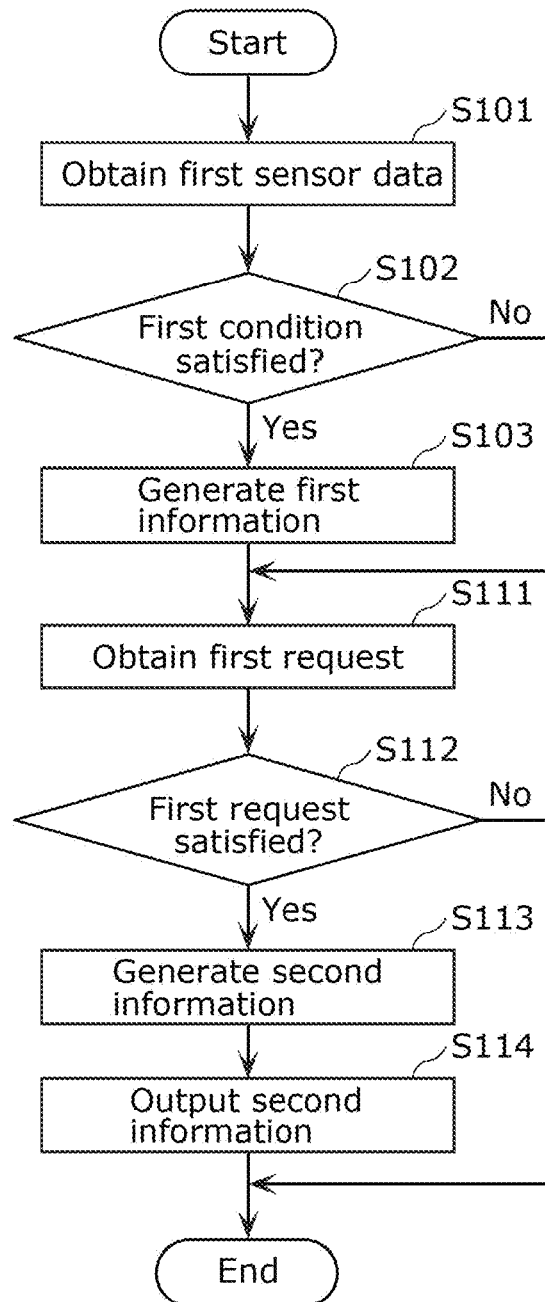 Start
S101
Obtain first sensor data
S102
First condition
satisfied?
No
Yes
S103
Generate first
information
S111
Obtain first request
S112
First request
satisfied?
No
Yes
S113
Generate second
information
S114
Output second
information
End